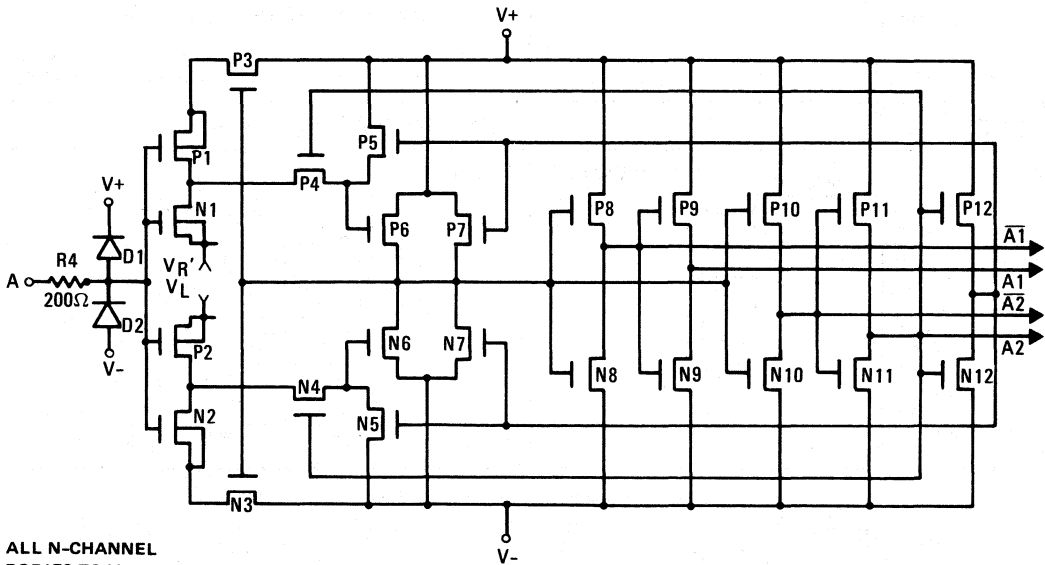 V+
P3
P5
P1
P4
V+
N1
P6
P7
P8
P9
P10
P11
P12
A1
D1
R4
VR'
A
VL
A1
200Ω
A2
D2
P2
N6
N7
A2
V-
N4
N8
N9
N10
N11
N12
N2
N5
N3
V-
ALL N-CHANNEL